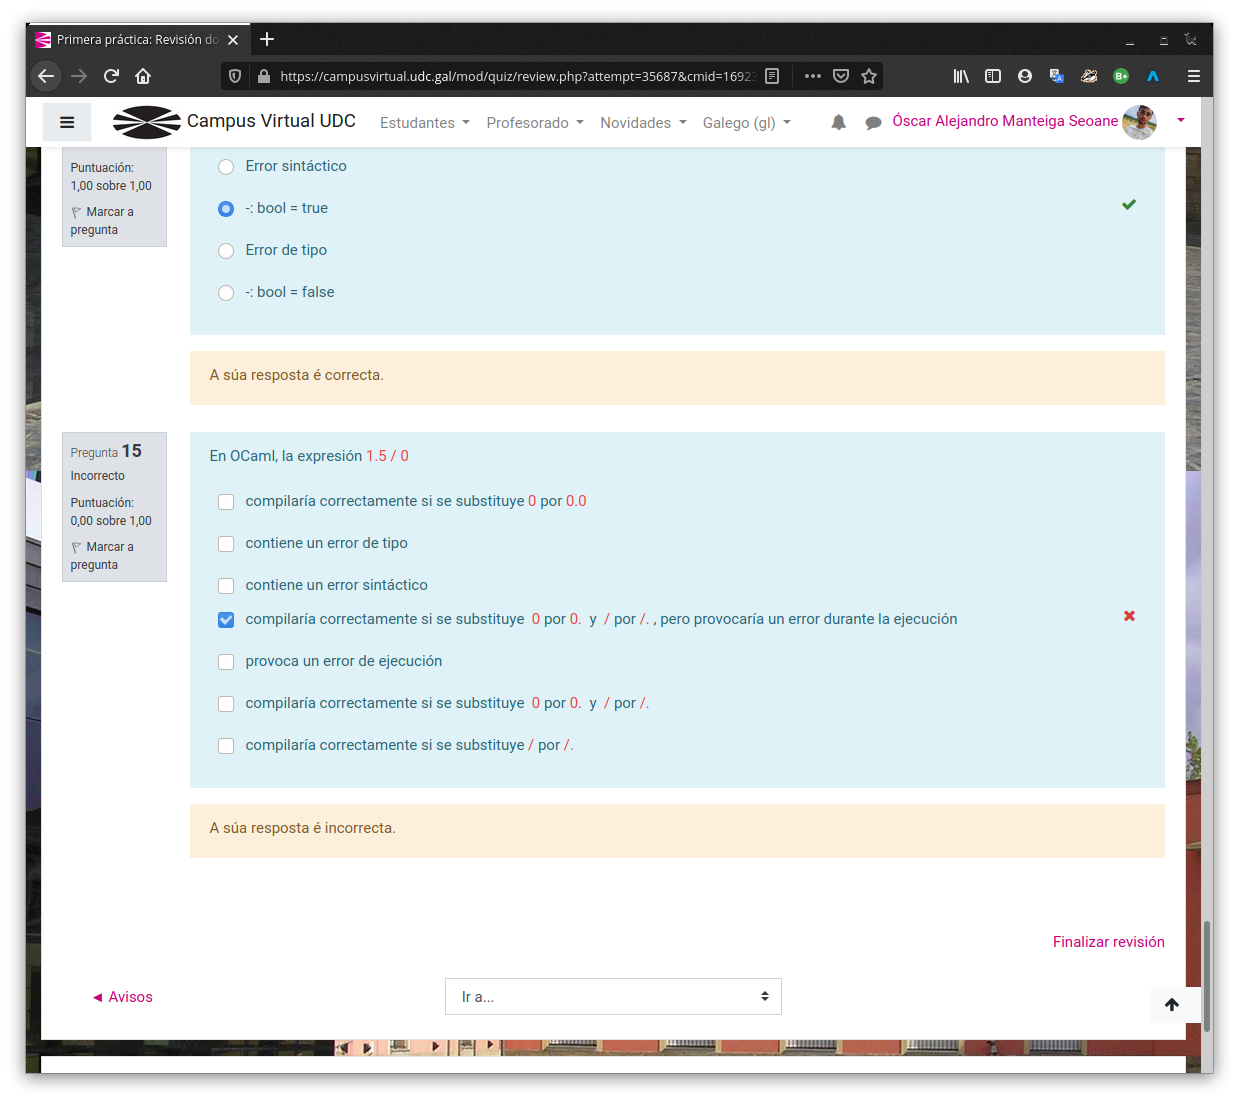 Primera práctica: Revisión do
https://campusvirtual.udc.gal/mod/quiz/review.php?attempt=35687&cmid=16923
Campus Virtual UDC
Estudantes
Profesorado
Novidades
Galego (gl)
Óscar Alejandro Manteiga Seoane
Puntuación:
1,00 sobre 1,00
Marcar a
pregunta
Error sintáctico
-: bool = true
Error de tipo
-: bool = false
A súa resposta é correcta.
Pregunta 15
Incorrecto
Puntuación:
0,00 sobre 1,00
Marcar a
pregunta
En OCaml, la expresión 1.5 / 0
compilaría correctamente si se substituye 0 por 0.0
contiene un error de tipo
contiene un error sintáctico
compilaría correctamente si se substituye 0 por 0. y / por /. , pero provocaría un error durante la ejecución
provoca un error de ejecución
compilaría correctamente si se substituye 0 por 0. y / por /.
compilaría correctamente si se substituye / por /.
A súa resposta é incorrecta.
Finalizar revisión
◄ Avisos
Ir a...